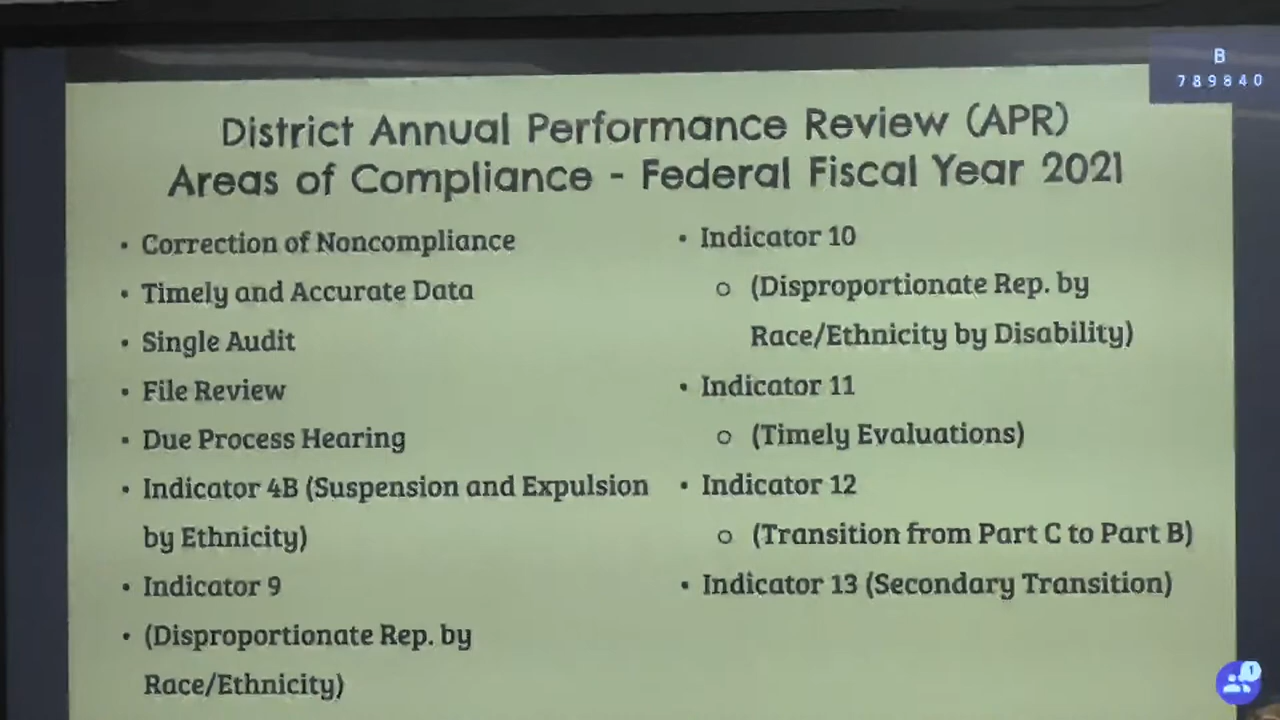 B
789840
District Annual Performance Review (APR)
Areas of Compliance - Federal Fiscal Year 2021
• Correction of Noncompliance
• Timely and Accurate Data
• Single Audit
• File Review
• Due Process Hearing
• Indicator 4B (Suspension and Expulsion
by Ethnicity)
• Indicator 9
• (Disproportionate Rep. by
Race/Ethnicity)
• Indicator 10
o (Disproportionate Rep. by
Race/Ethnicity by Disability)
• Indicator 11
o (Timely Evaluations)
• Indicator 12
o (Transition from Part C to Part B)
• Indicator 13 (Secondary Transition)
1